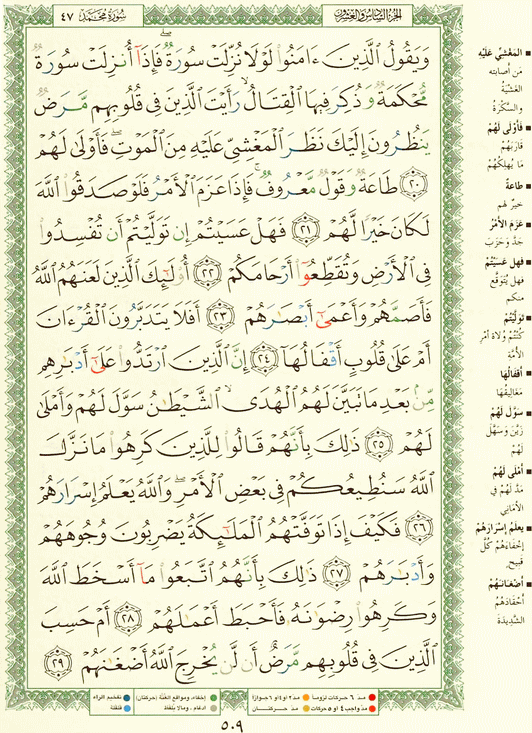 الجزء السادس والعشرون
سورة محمد ٤٧
وَيَقُولُ ٱلَّذِينَ ءَامَنُوا۟ لَوْلَا نُزِّلَتْ سُورَةٌ ۖ فَإِذَآ أُنزِلَتْ سُورَةٌ
مُّحْكَمَةٌ وَذُكِرَ فِيهَا ٱلْقِتَالُ ۙ رَأَيْتَ ٱلَّذِينَ فِى قُلُوبِهِم مَّرَضٌ
يَنظُرُونَ إِلَيْكَ نَظَرَ ٱلْمَغْشِىِّ عَلَيْهِ مِنَ ٱلْمَوْتِ ۖ فَأَوْلَىٰ لَهُمْ
﴿٢٠﴾ طَاعَةٌ وَقَوْلٌ مَّعْرُوفٌ ۚ فَإِذَا عَزَمَ ٱلْأَمْرُ فَلَوْ صَدَقُوا۟ ٱللَّهَ
لَكَانَ خَيْرًا لَّهُمْ ﴿٢١﴾ فَهَلْ عَسَيْتُمْ إِن تَوَلَّيْتُمْ أَن تُفْسِدُوا۟
فِى ٱلْأَرْضِ وَتُقَطِّعُوٓا۟ أَرْحَامَكُمْ ﴿٢٢﴾ أُو۟لَٰٓئِكَ ٱلَّذِينَ لَعَنَهُمُ ٱللَّهُ
فَأَصَمَّهُمْ وَأَعْمَىٰٓ أَبْصَٰرَهُمْ ﴿٢٣﴾ أَفَلَا يَتَدَبَّرُونَ ٱلْقُرْءَانَ
أَمْ عَلَىٰ قُلُوبٍ أَقْفَالُهَآ ﴿٢٤﴾ إِنَّ ٱلَّذِينَ ٱرْتَدُّوا۟ عَلَىٰٓ أَدْبَٰرِهِم
مِّنۢ بَعْدِ مَا تَبَيَّنَ لَهُمُ ٱلْهُدَى ۙ ٱلشَّيْطَٰنُ سَوَّلَ لَهُمْ وَأَمْلَىٰ
لَهُمْ ﴿٢٥﴾ ذَٰلِكَ بِأَنَّهُمْ قَالُوا۟ لِلَّذِينَ كَرِهُوا۟ مَا نَزَّلَ
ٱللَّهُ سَنُطِيعُكُمْ فِى بَعْضِ ٱلْأَمْرِ ۖ وَٱللَّهُ يَعْلَمُ إِسْرَارَهُمْ
﴿٢٦﴾ فَكَيْفَ إِذَا تَوَفَّتْهُمُ ٱلْمَلَٰٓئِكَةُ يَضْرِبُونَ وُجُوهَهُمْ
وَأَدْبَٰرَهُمْ ﴿٢٧﴾ ذَٰلِكَ بِأَنَّهُمُ ٱتَّبَعُوا۟ مَآ أَسْخَطَ ٱللَّهَ
وَكَرِهُوا۟ رِضْوَٰنَهُۥ فَأَحْبَطَ أَعْمَٰلَهُمْ ﴿٢٨﴾ أَمْ حَسِبَ
ٱلَّذِينَ فِى قُلُوبِهِم مَّرَضٌ أَن لَّن يُخْرِجَ ٱللَّهُ أَضْغَٰنَهُمْ ﴿٢٩﴾
المغشي عليه
من أصابته
الغشية
والسكرة
فأولى لهم
قاربهم
ما يهلكهم
طاعة
خير لهم
عزم الأمر
جد وحزب
فهل عسيتم
فهل يتوقع
منكم
توليتم
كنتم ولاة أمر
الأمة
أقفالها
مغاليقها
سول لهم
زين وسهل
لهم
أملى لهم
مد لهم في
الأماني
يعلم إسرارهم
إخفاءهم كل
قبيح
أضغانهم
أحقادهم
الشديدة
مد ٦ حركات لزوما
مد ٢ أو ٤ أو ٦ جوازا
إخفاء، ومواقع الغنة (حركتان)
تفخيم الراء
مد واجب ٤ أو ٥ حركات
مد حركتان
إدغام، ومالا يلفظ
قلقلة
٥٠٩